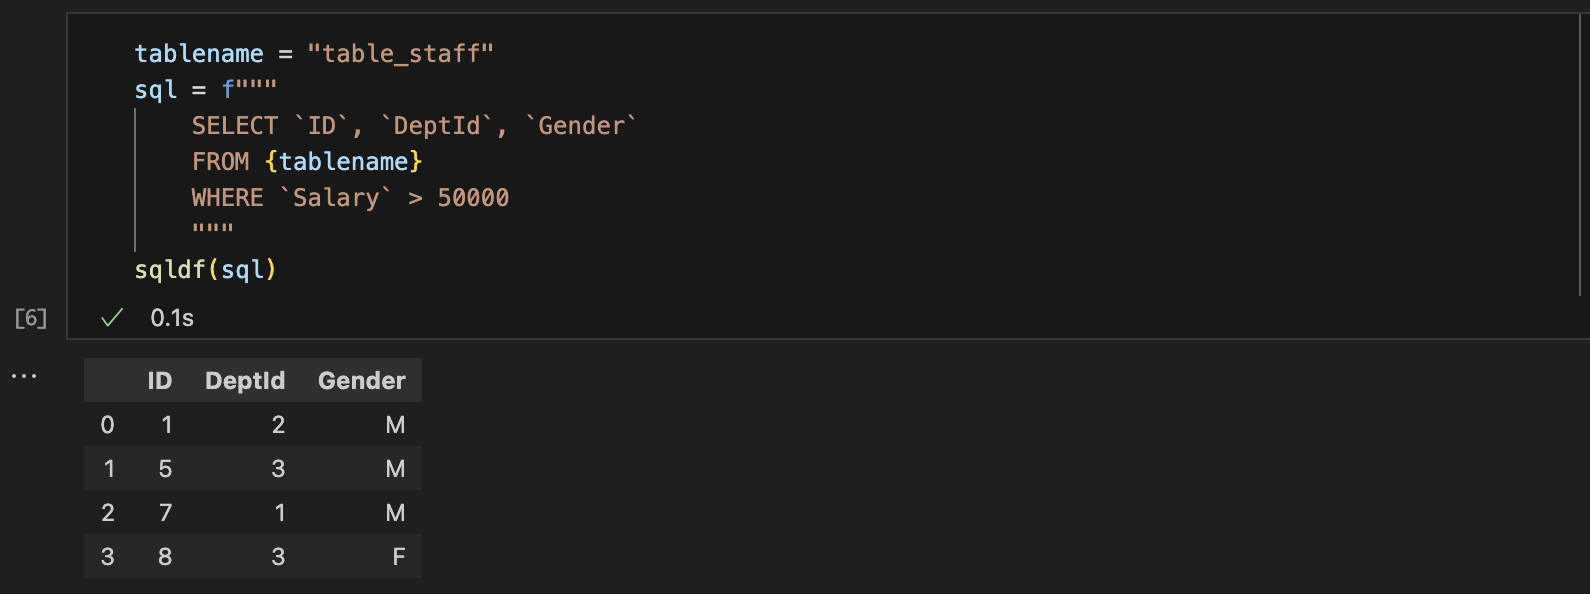 tablename = "table_staff"
sql = f"""
SELECT `ID`, `DeptId`, `Gender`
FROM {tablename}
WHERE `Salary` > 50000
"""
sqldf(sql)
[6] ✓ 0.1s
...
ID DeptId Gender
0 1 2 M
1 5 3 M
2 7 1 M
3 8 3 F